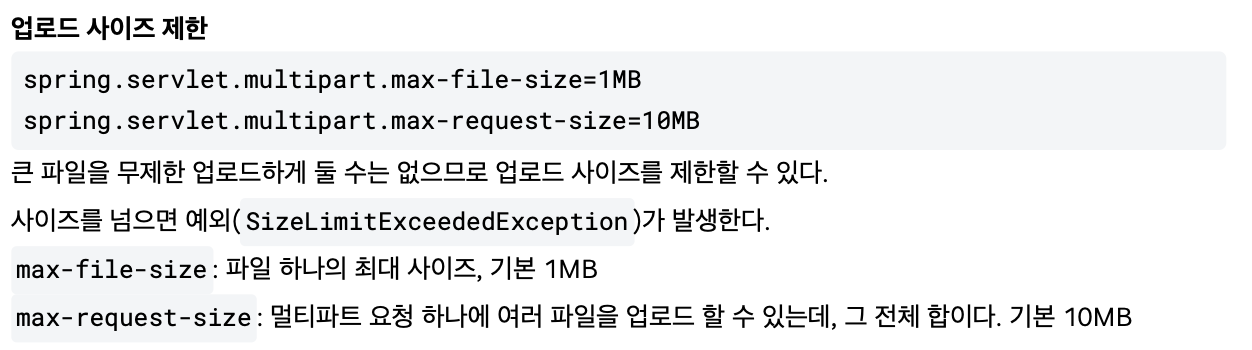 업로드 사이즈 제한
spring.servlet.multipart.max-file-size=1MB
spring.servlet.multipart.max-request-size=10MB
큰 파일을 무제한 업로드하게 둘 수는 없으므로 업로드 사이즈를 제한할 수 있다.
사이즈를 넘으면 예외(SizeLimitExceededException)가 발생한다.
max-file-size: 파일 하나의 최대 사이즈, 기본 1MB
max-request-size: 멀티파트 요청 하나에 여러 파일을 업로드 할 수 있는데, 그 전체 합이다. 기본 10MB